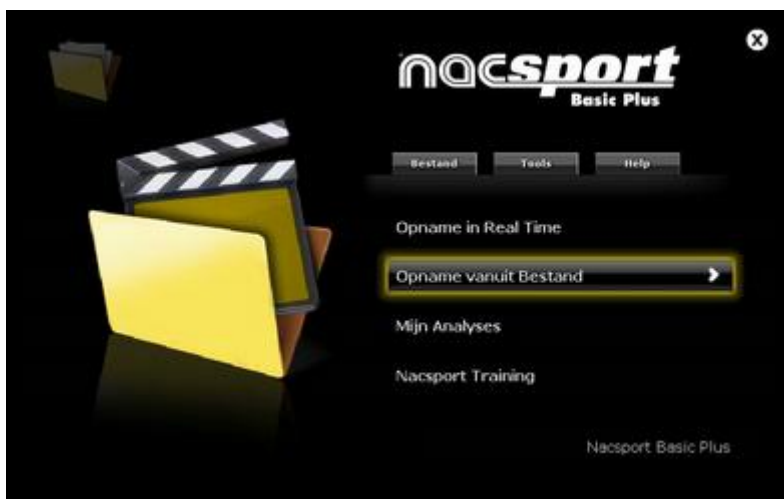 nacsport
Basic Plus
Bestand Tools Help
Opname in Real Time
Opname vanuit Bestand
Mijn Analyses
Nacsport Training
Nacsport Basic Plus